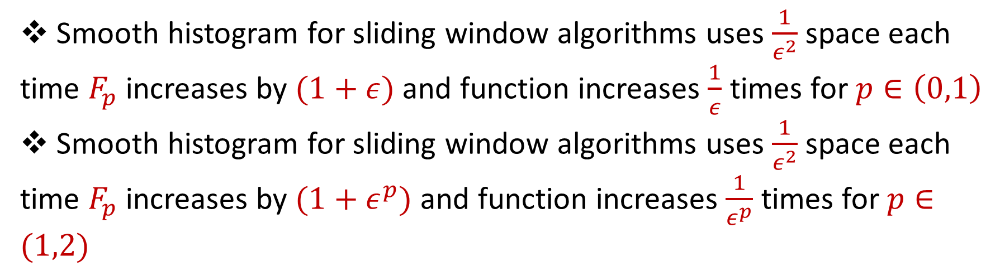 ❖ Smooth histogram for sliding window algorithms uses $\frac{1}{\epsilon^2}$ space each
time $F_p$ increases by $(1 + \epsilon)$ and function increases $\frac{1}{\epsilon}$ times for $p \in (0,1)$
❖ Smooth histogram for sliding window algorithms uses $\frac{1}{\epsilon^2}$ space each
time $F_p$ increases by $(1 + \epsilon^p)$ and function increases $\frac{1}{\epsilon^p}$ times for $p \in$
$(1,2)$